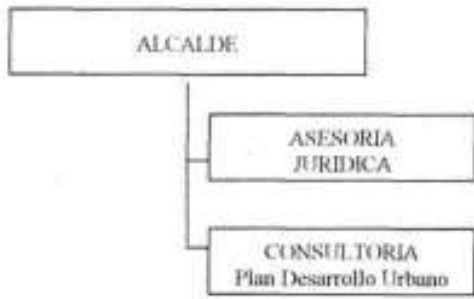 ALCALDE
ASESORIA
JURIDICA
CONSULTORIA
Plan Desarrollo Urbano